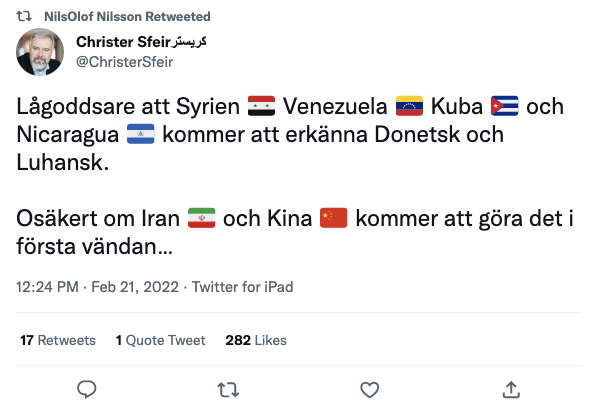 NilsOlof Nilsson Retweeted
Christer Sfeirكريستر
@ChristerSfeir
Lågoddsare att Syrien 🇸🇾 Venezuela 🇻🇪 Kuba 🇨🇺 och
Nicaragua 🇳🇮 kommer att erkänna Donetsk och
Luhansk.
Osäkert om Iran 🇮🇷 och Kina 🇨🇳 kommer att göra det i
första vändan...
12:24 PM · Feb 21, 2022 · Twitter for iPad
17 Retweets 1 Quote Tweet 282 Likes